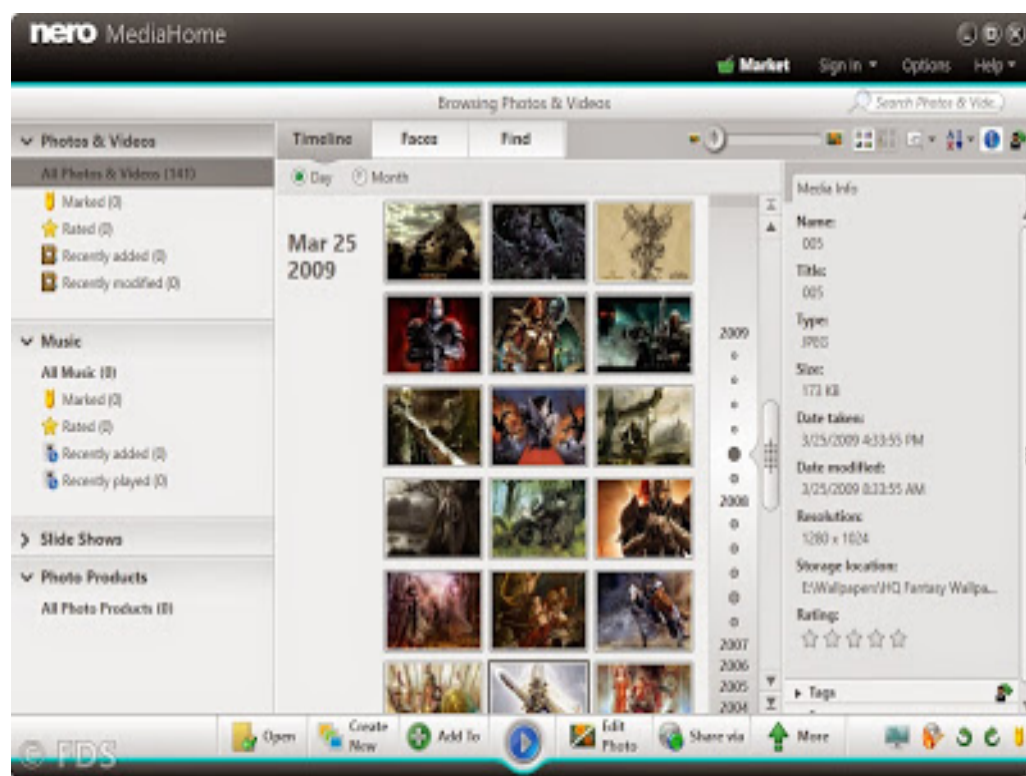 nero MediaHome
Market Sign in Options Help
Browsing Photos & Videos
Search Photos & Vide..
Photos & Videos
All Photos & Videos (141)
Marked (0)
Rated (0)
Recently added (0)
Recently modified (0)
Music
All Music (0)
Marked (0)
Rated (0)
Recently added (0)
Recently played (0)
Slide Shows
Photo Products
All Photo Products (0)
Timeline Faces Find
Day Month
Mar 25
2009
2009
2008
2007
2006
2005
2004
Media Info
Name:
005
Title:
005
Type:
JPEG
Size:
173 KB
Date taken:
3/25/2009 4:33:55 PM
Date modified:
3/25/2009 8:33:55 AM
Resolution:
1280 x 1024
Storage location:
E:\Wallpapers\HQ Fantasy Wallpa...
Rating:
Tags
Open
Create
New
Add To
Edit
Photo
Share via
More
© FDS